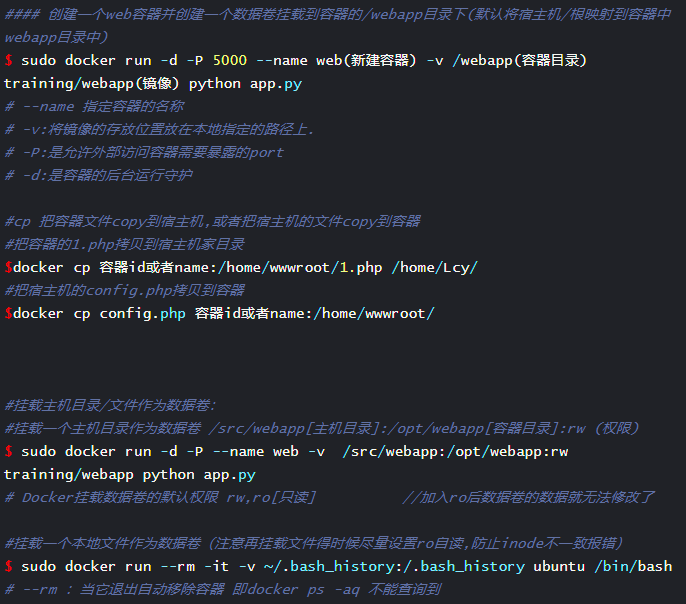 #### 创建一个web容器并创建一个数据卷挂载到容器的/webapp目录下(默认将宿主机/根映射到容器中
webapp目录中)
$ sudo docker run -d -P 5000 --name web(新建容器) -v /webapp(容器目录)
training/webapp(镜像) python app.py
# --name 指定容器的名称
# -v:将镜像的存放位置放在本地指定的路径上.
# -P:是允许外部访问容器需要暴露的port
# -d:是容器的后台运行守护
#cp 把容器文件copy到宿主机,或者把宿主机的文件copy到容器
#把容器的1.php拷贝到宿主机家目录
$docker cp 容器id或者name:/home/wwwroot/1.php /home/Lcy/
#把宿主机的config.php拷贝到容器
$docker cp config.php 容器id或者name:/home/wwwroot/
#挂载主机目录/文件作为数据卷:
#挂载一个主机目录作为数据卷 /src/webapp[主机目录]:/opt/webapp[容器目录]:rw (权限)
$ sudo docker run -d -P --name web -v  /src/webapp:/opt/webapp:rw
training/webapp python app.py
# Docker挂载数据卷的默认权限 rw,ro[只读]          //加入ro后数据卷的数据就无法修改了
#挂载一个本地文件作为数据卷 (注意再挂载文件得时候尽量设置ro自读,防止inode不一致报错)
$ sudo docker run --rm -it -v ~/.bash_history:/.bash_history ubuntu /bin/bash
# --rm : 当它退出自动移除容器 即docker ps -aq 不能查询到